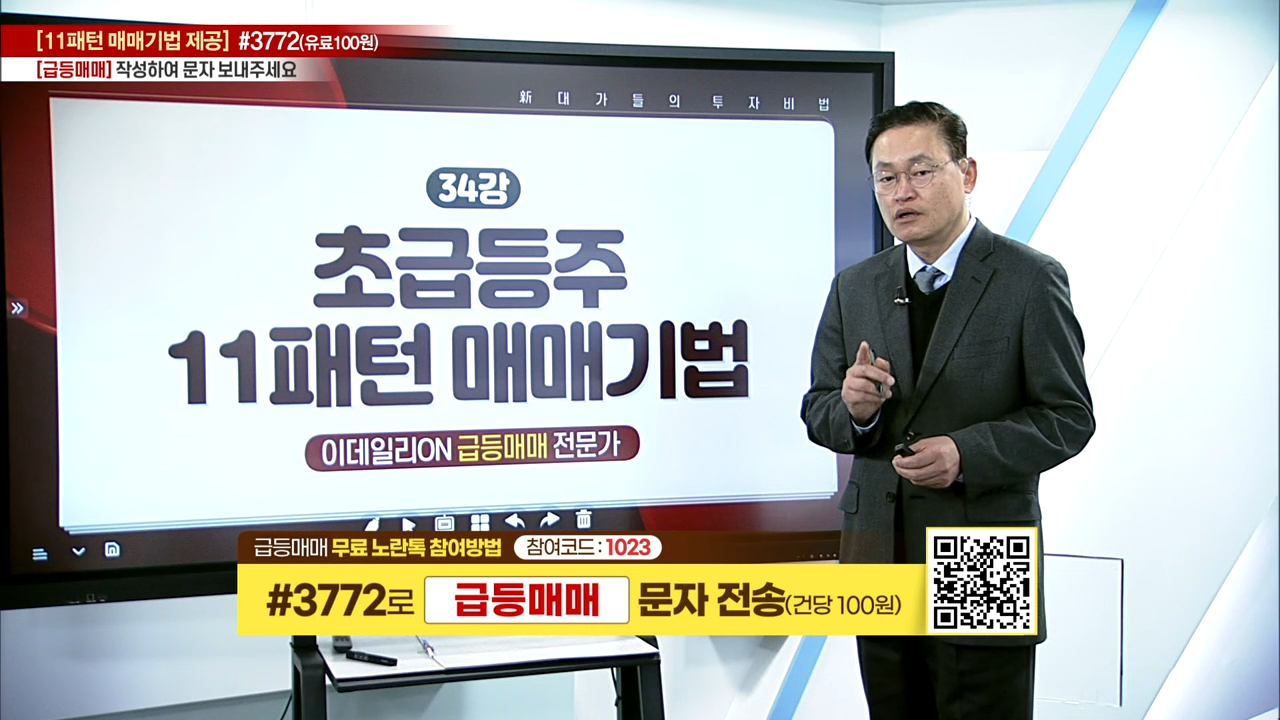 [11패턴 매매기법 제공] #3772(유료100원)
[급등매매] 작성하여 문자 보내주세요
新대가들의 투자비법
34강
초급등주
11패턴 매매기법
이데일리ON 급등매매 전문가
급등매매 무료 노란톡 참여방법 참여코드 : 1023
#3772로 급등매매 문자 전송(건당 100원)